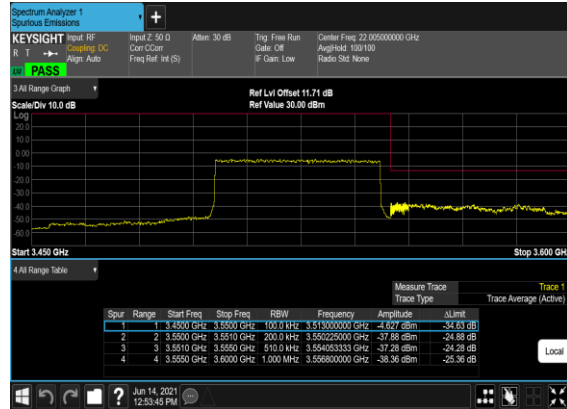 Spectrum Analyzer 1
Spurious Emissions
KEYSIGHT Input: RF Input Z: 50 Ω Atten: 30 dB Trig: Free Run Center Freq: 22.005000000 GHz
R T Coupling: DC Corr CCorr Gate: Off Avg|Hold: 100/100
Align: Auto Freq Ref: Int (S) IF Gain: Low Radio Std: None
PASS
3 All Range Graph
Ref Lvl Offset 11.71 dB
Scale/Div 10.0 dB Ref Value 30.00 dBm
Log
20.0
10.0
0.00
-10.0
-20.0
-30.0
-40.0
-50.0
-60.0
Start 3.450 GHz Stop 3.600 GHz
4 All Range Table
Measure Trace Trace 1
Trace Type Trace Average (Active)
Spur Range Start Freq Stop Freq RBW Frequency Amplitude ΔLimit
1 1 3.4500 GHz 3.5500 GHz 100.0 kHz 3.513000000 GHz -4.627 dBm -34.63 dB
2 2 3.5500 GHz 3.5510 GHz 200.0 kHz 3.550225000 GHz -37.88 dBm -24.88 dB
3 3 3.5510 GHz 3.5550 GHz 510.0 kHz 3.554053333 GHz -37.28 dBm -24.28 dB
4 4 3.5550 GHz 3.6000 GHz 1.000 MHz 3.556800000 GHz -38.36 dBm -25.36 dB
Local
Jun 14, 2021
12:53:45 PM